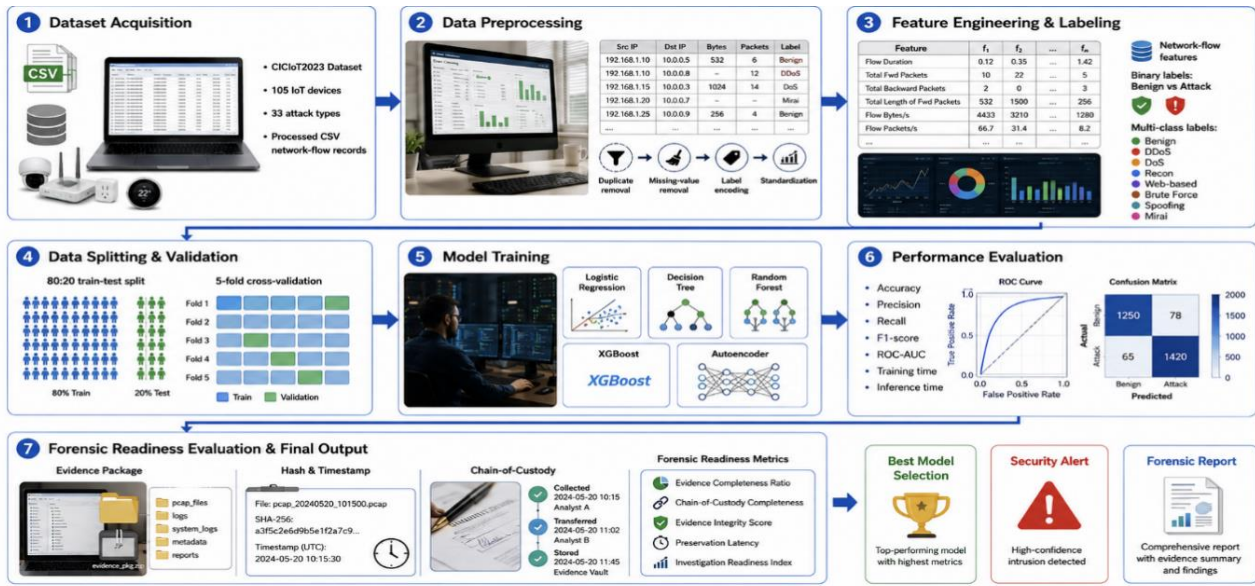 1 Dataset Acquisition
CSV
22°
• CICIoT2023 Dataset
• 105 IoT devices
• 33 attack types
• Processed CSV
network-flow records
2 Data Preprocessing
Src IP Dst IP Bytes Packets Label
192.168.1.10 10.0.0.5 532 6 Benign
192.168.1.10 10.0.0.8 – 12 DDoS
192.168.1.15 10.0.0.3 1024 14 DoS
192.168.1.20 10.0.0.7 – – Mirai
192.168.1.25 10.0.0.9 256 4 Benign
.... ... ... ... ...
Duplicate
removal
Missing-value
removal
Label
encoding
Standardization
3 Feature Engineering & Labeling
Feature f1 f2 ... fm
Flow Duration 0.12 0.35 ... 1.42
Total Fwd Packets 10 22 ... 5
Total Backward Packets 2 0 ... 3
Total Length of Fwd Packets 532 1500 ... 256
Flow Bytes/s 4433 3210 ... 1280
Flow Packets/s 66.7 31.4 ... 8.2
... ... ... ... ...
Network-flow
features
Binary labels:
Benign vs Attack
Multi-class labels:
Benign
DDoS
DoS
Recon
Web-based
Brute Force
Spoofing
Mirai
4 Data Splitting & Validation
80:20 train-test split
80% Train 20% Test
5-fold cross-validation
Fold 1
Fold 2
Fold 3
Fold 4
Fold 5
Train Validation
5 Model Training
Logistic
Regression
Decision
Tree
Random
Forest
XGBoost
XGBoost
Autoencoder
6 Performance Evaluation
• Accuracy
• Precision
• Recall
• F1-score
• ROC-AUC
• Training time
• Inference time
ROC Curve
True Positive Rate
1.0
0.5
0.0
0.0 0.5 1.0
False Positive Rate
Confusion Matrix
Actual
Benign
Attack
1250 78
65 1420
Benign Attack
Predicted
2000
1500
1000
500
0
7 Forensic Readiness Evaluation & Final Output
Evidence Package
ZIP
evidence_pkg.zip
pcap_files
logs
system_logs
metadata
reports
Hash & Timestamp
File: pcap_20240520_101500.pcap
SHA-256:
a3f5c2e6d9b5e1f2a7c9...
Timestamp (UTC):
2024-05-20 10:15:30
Chain-of-Custody
Collected
2024-05-20 10:15
Analyst A
Transferred
2024-05-20 11:02
Analyst B
Stored
2024-05-20 11:45
Evidence Vault
Forensic Readiness Metrics
Evidence Completeness Ratio
Chain-of-Custody Completeness
Evidence Integrity Score
Preservation Latency
Investigation Readiness Index
Best Model
Selection
Top-performing model
with highest metrics
Security Alert
High-confidence
intrusion detected
Forensic Report
Comprehensive report
with evidence summary
and findings